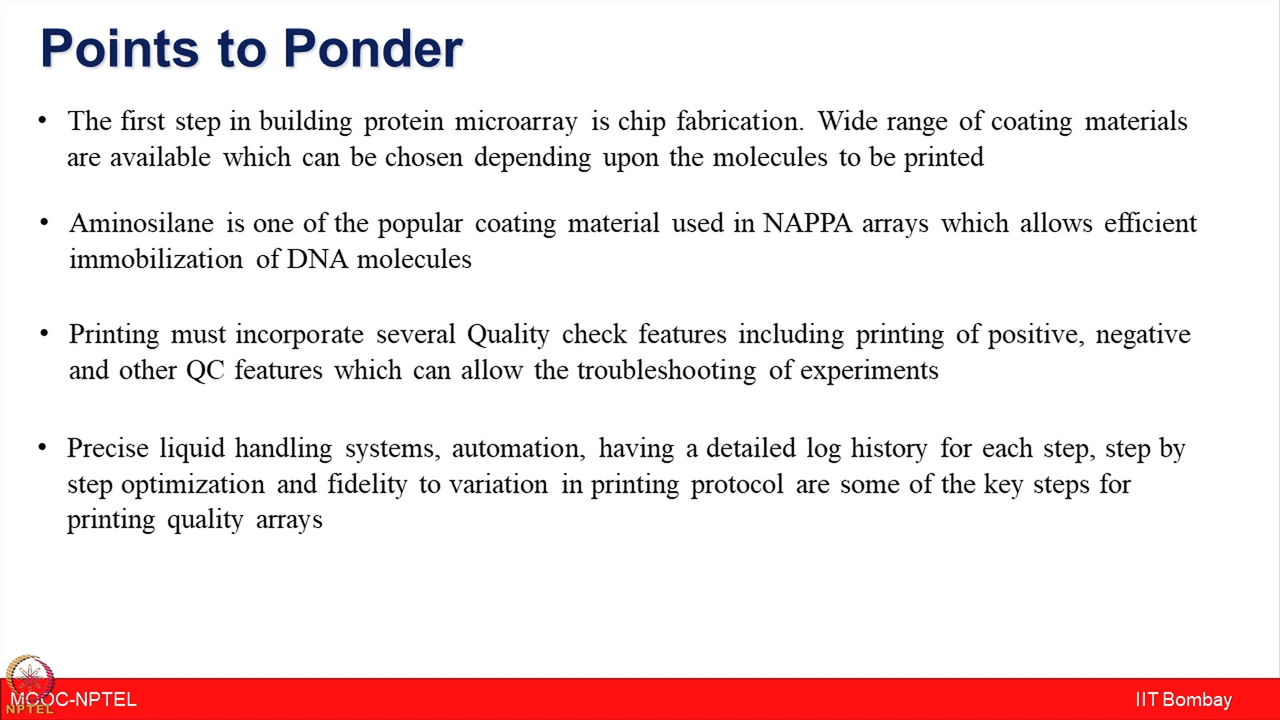 Points to Ponder
• The first step in building protein microarray is chip fabrication. Wide range of coating materials
are available which can be chosen depending upon the molecules to be printed
• Aminosilane is one of the popular coating material used in NAPPA arrays which allows efficient
immobilization of DNA molecules
• Printing must incorporate several Quality check features including printing of positive, negative
and other QC features which can allow the troubleshooting of experiments
• Precise liquid handling systems, automation, having a detailed log history for each step, step by
step optimization and fidelity to variation in printing protocol are some of the key steps for
printing quality arrays
MOOC-NPTEL
NPTEL
IIT Bombay